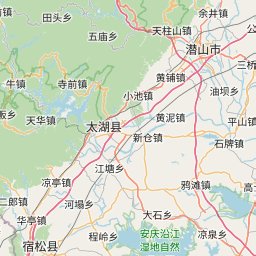 余井镇
田头乡
天柱山镇
公
五庙乡
潜山市
三桥
黄铺镇
牛镇
寺前镇
小池镇
油坝乡
天华镇
太湖县
黄泥镇
平山镇
新仓镇
石牌镇
江塘乡
凉亭镇
鸦滩镇
二郎镇
河塌乡
大石乡
华亭镇
程岭乡
安庆沿江
湿地自然
凉泉乡
宿松县